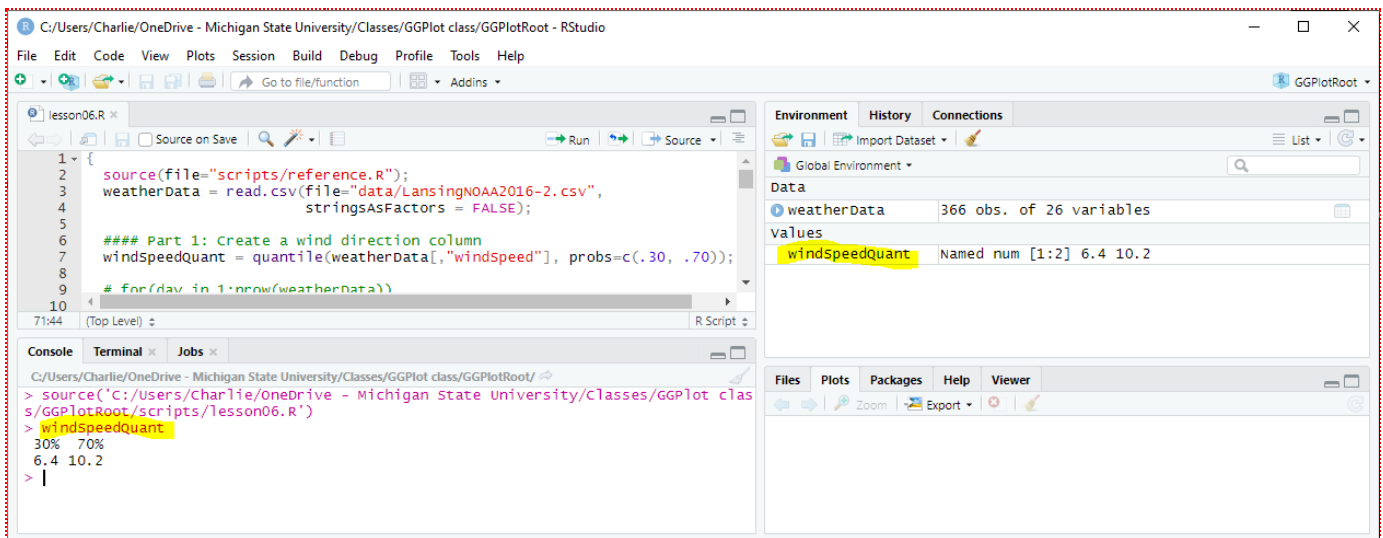 C:/Users/Charlie/OneDrive - Michigan State University/Classes/GGPlot class/GGPlotRoot - RStudio
File Edit Code View Plots Session Build Debug Profile Tools Help
Go to file/function Addins GGPlotRoot
lesson06.R
Source on Save Run Source
1 {
2 source(file="scripts/reference.R");
3 weatherData = read.csv(file="data/LansingNOAA2016-2.csv",
4 stringsAsFactors = FALSE);
5
6 #### Part 1: Create a wind direction column
7 windSpeedQuant = quantile(weatherData[,"windSpeed"], probs=c(.30, .70));
8
9 # for(day in 1:nrow(weatherData))
10
71:44 (Top Level) R Script
Console Terminal Jobs
C:/Users/Charlie/OneDrive - Michigan State University/Classes/GGPlot class/GGPlotRoot/
> source('C:/Users/Charlie/OneDrive - Michigan State University/Classes/GGPlot clas
s/GGPlotRoot/scripts/lesson06.R')
> windSpeedQuant
30% 70%
6.4 10.2
>
Environment History Connections
Import Dataset List
Global Environment
Data
weatherData 366 obs. of 26 variables
Values
windSpeedQuant Named num [1:2] 6.4 10.2
Files Plots Packages Help Viewer
Zoom Export